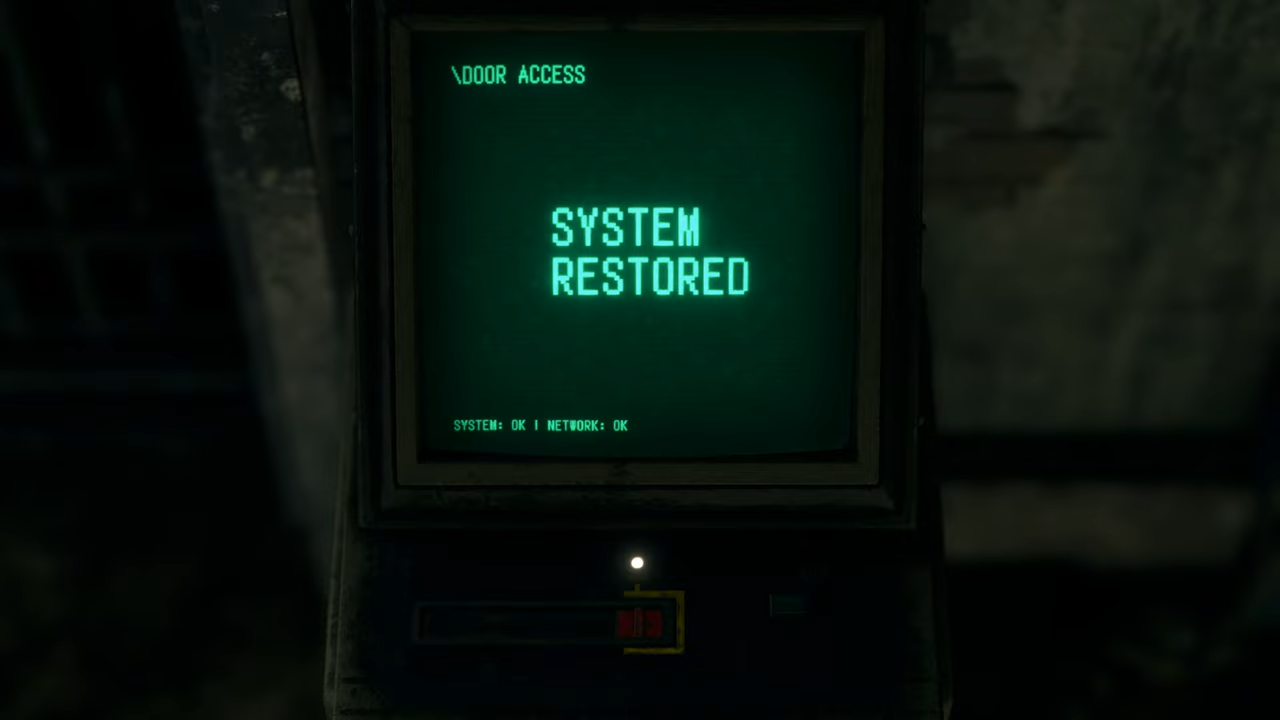 \DOOR ACCESS
SYSTEM
RESTORED
SYSTEM: OK | NETWORK: OK